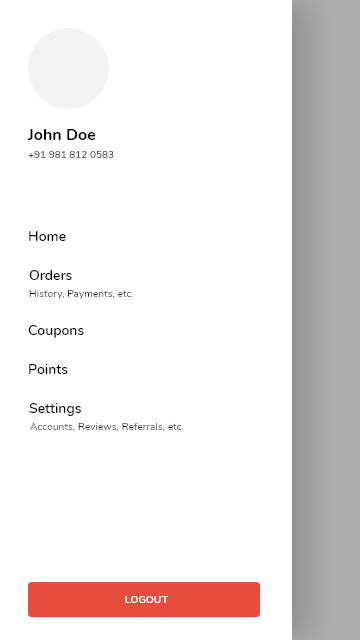 John Doe
+91 981 812 0583
Home
Orders
History, Payments, etc.
Coupons
Points
Settings
Accounts, Reviews, Referrals, etc.
LOGOUT